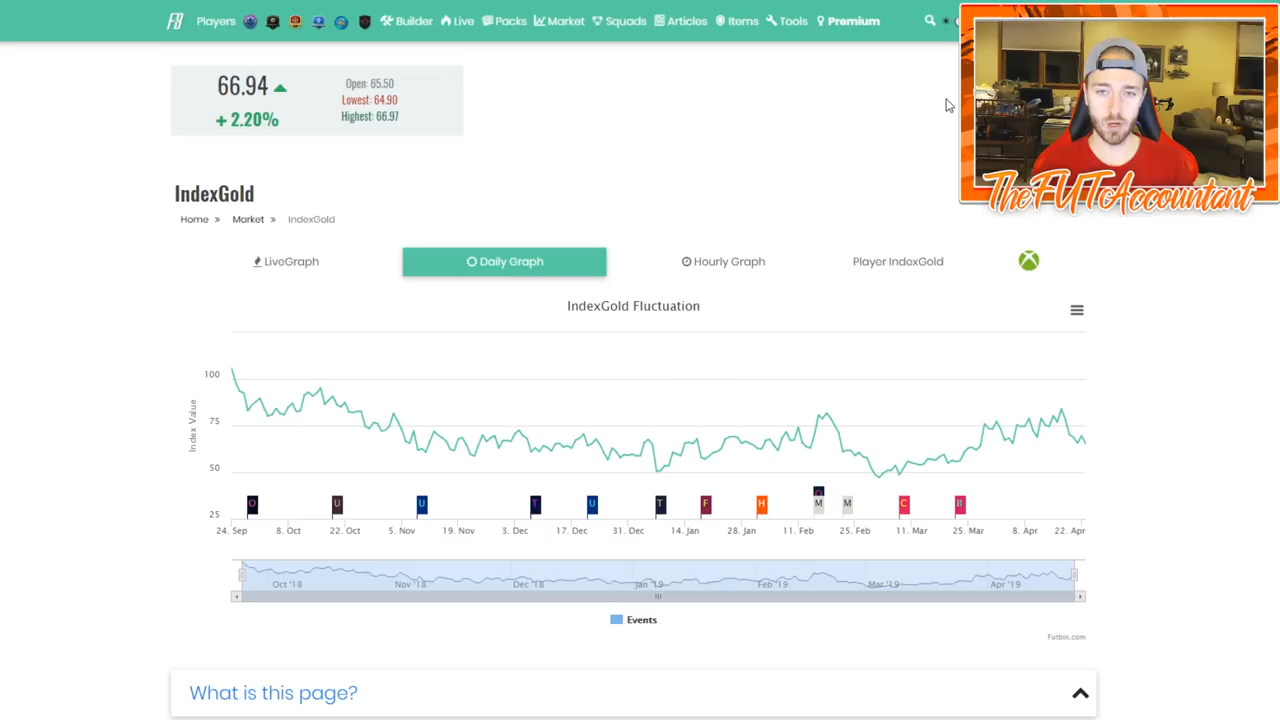 FB Players Builder Live Packs Market Squads Articles Items Tools Premium
66.94
+ 2.20%
Open: 65.50
Lowest: 64.90
Highest: 66.97
TheFUTAccountant
IndexGold
Home » Market » IndexGold
LiveGraph Daily Graph Hourly Graph Player IndexGold
IndexGold Fluctuation
Index Value
100
75
50
25
O U U T U T F H M M C B
24. Sep 8. Oct 22. Oct 5. Nov 19. Nov 3. Dec 17. Dec 31. Dec 14. Jan 28. Jan 11. Feb 25. Feb 11. Mar 25. Mar 8. Apr 22. Apr
Oct '18 Nov '18 Dec '18 Jan '19 Feb '19 Mar '19 Apr '19
Events
Futbin.com
What is this page?